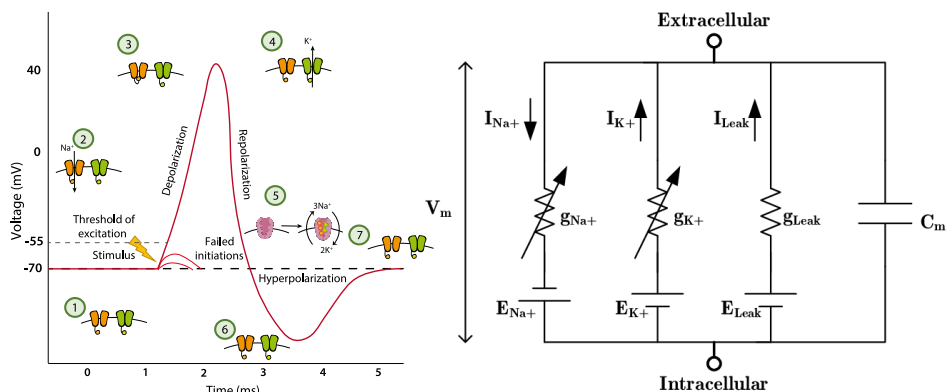 3
4
K⁺
40
2
Na⁺
0
Voltage (mV)
Depolarization
Repolarization
5
3Na⁺
2K⁺
7
Threshold of
excitation
-55
Stimulus
Failed
initiations
-70
Hyperpolarization
1
6
0
1
2
3
4
5
Time (ms)
Extracellular
I_Na+
I_K+
I_Leak
V_m
g_Na+
g_K+
g_Leak
C_m
E_Na+
E_K+
E_Leak
Intracellular